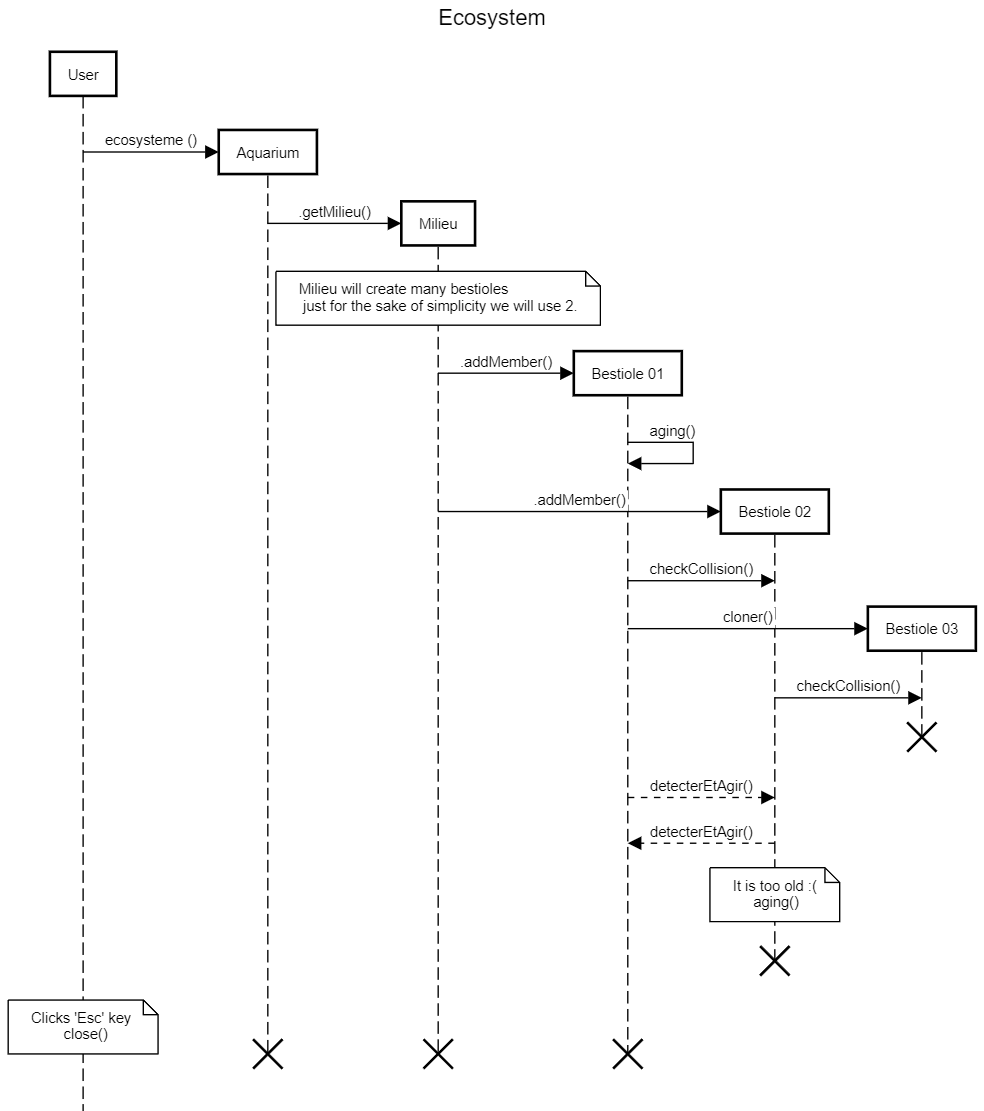 Ecosystem
User
ecosysteme ()
Aquarium
.getMilieu()
Milieu
Milieu will create many bestioles
just for the sake of simplicity we will use 2.
.addMember()
Bestiole 01
aging()
.addMember()
Bestiole 02
checkCollision()
cloner()
Bestiole 03
checkCollision()
detecterEtAgir()
detecterEtAgir()
It is too old :(
aging()
Clicks 'Esc' key
close()